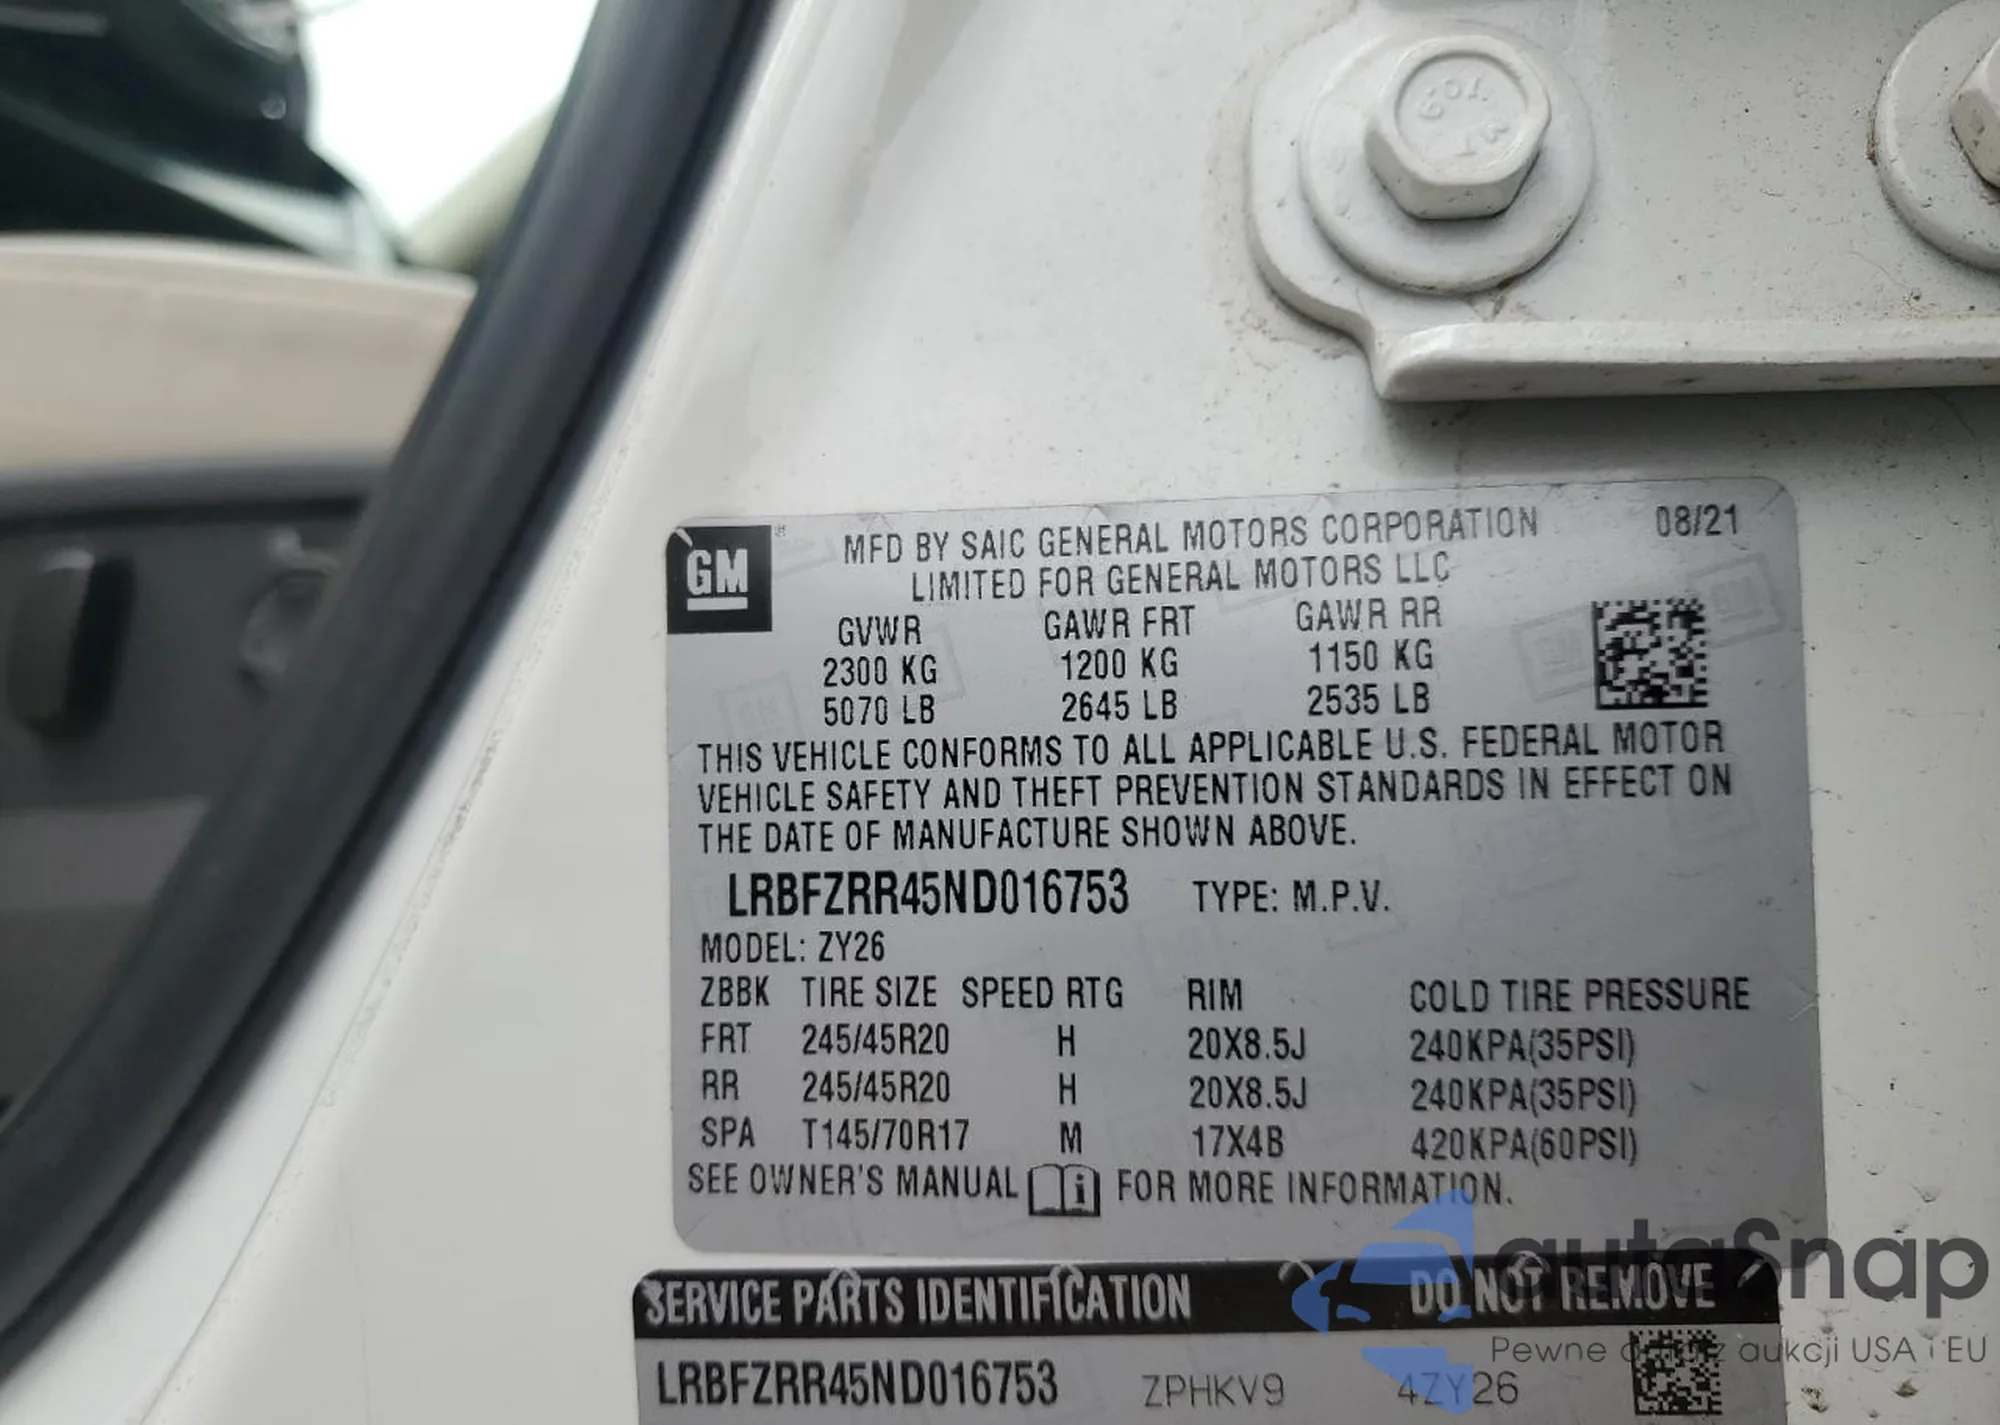 GM
MFD BY SAIC GENERAL MOTORS CORPORATION 08/21
LIMITED FOR GENERAL MOTORS LLC
GVWR GAWR FRT GAWR RR
2300 KG 1200 KG 1150 KG
5070 LB 2645 LB 2535 LB
THIS VEHICLE CONFORMS TO ALL APPLICABLE U.S. FEDERAL MOTOR
VEHICLE SAFETY AND THEFT PREVENTION STANDARDS IN EFFECT ON
THE DATE OF MANUFACTURE SHOWN ABOVE.
LRBFZRR45ND016753 TYPE: M.P.V.
MODEL: ZY26
ZBBK TIRE SIZE SPEED RTG RIM COLD TIRE PRESSURE
FRT 245/45R20 H 20X8.5J 240KPA(35PSI)
RR 245/45R20 H 20X8.5J 240KPA(35PSI)
SPA T145/70R17 M 17X4B 420KPA(60PSI)
SEE OWNER'S MANUAL FOR MORE INFORMATION.
SERVICE PARTS IDENTIFICATION DO NOT REMOVE
LRBFZRR45ND016753 ZPHKV9 4ZY26
autoSnap
Pewne aukcji USA i EU